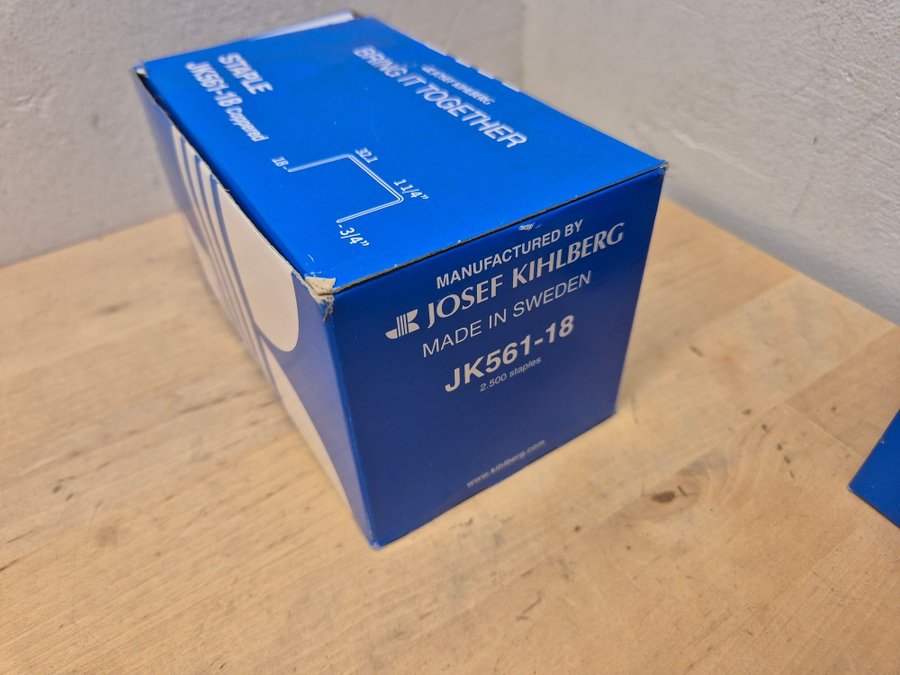 STAPLE
JK561-18 Coppered
JOSEF KIHLBERG
BRING IT TOGETHER
32.1
18
1 1/4"
3/4"
MANUFACTURED BY
JOSEF KIHLBERG
MADE IN SWEDEN
JK561-18
2.500 staples
www.kihlberg.com